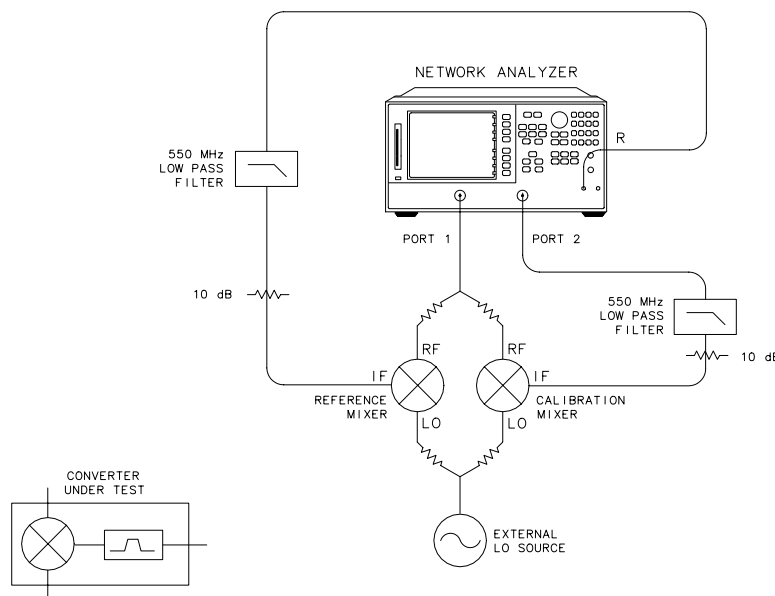 NETWORK ANALYZER
R
550 MHz
LOW PASS
FILTER
PORT 1
PORT 2
10 dB
550 MHz
LOW PASS
FILTER
10 dB
RF
RF
IF
IF
REFERENCE
MIXER
CALIBRATION
MIXER
LO
LO
CONVERTER
UNDER TEST
EXTERNAL
LO SOURCE